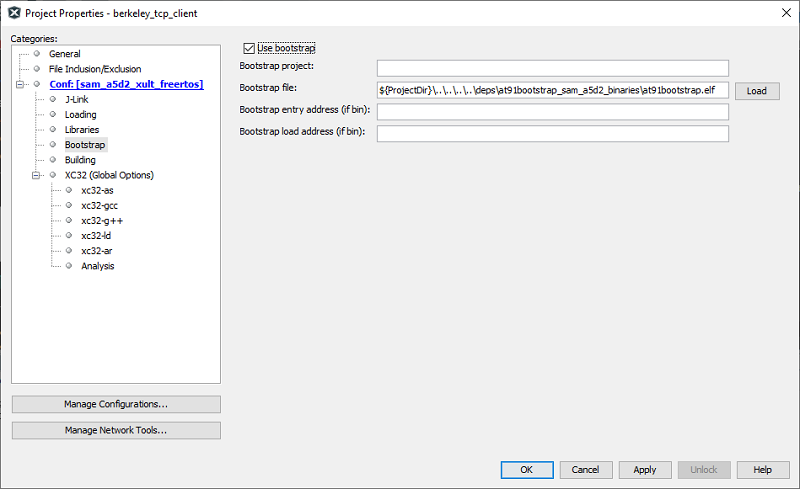 Project Properties - berkeley_tcp_client
Categories:
General
File Inclusion/Exclusion
Conf: [sam_a5d2_xult_freertos]
J-Link
Loading
Libraries
Bootstrap
Building
XC32 (Global Options)
xc32-as
xc32-gcc
xc32-g++
xc32-ld
xc32-ar
Analysis
Manage Configurations...
Manage Network Tools...
Use bootstrap
Bootstrap project:
Bootstrap file: ${ProjectDir}\..\..\..\..\deps\at91bootstrap_sam_a5d2_binaries\at91bootstrap.elf Load
Bootstrap entry address (if bin):
Bootstrap load address (if bin):
OK Cancel Apply Unlock Help